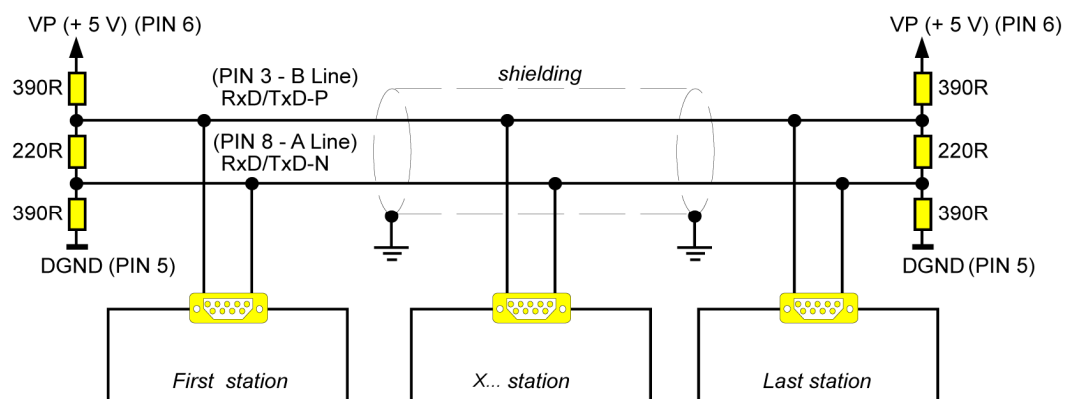 VP (+ 5 V) (PIN 6)
VP (+ 5 V) (PIN 6)
390R
(PIN 3 - B Line)
RxD/TxD-P
shielding
390R
220R
(PIN 8 - A Line)
RxD/TxD-N
220R
390R
390R
DGND (PIN 5)
DGND (PIN 5)
First station
X... station
Last station